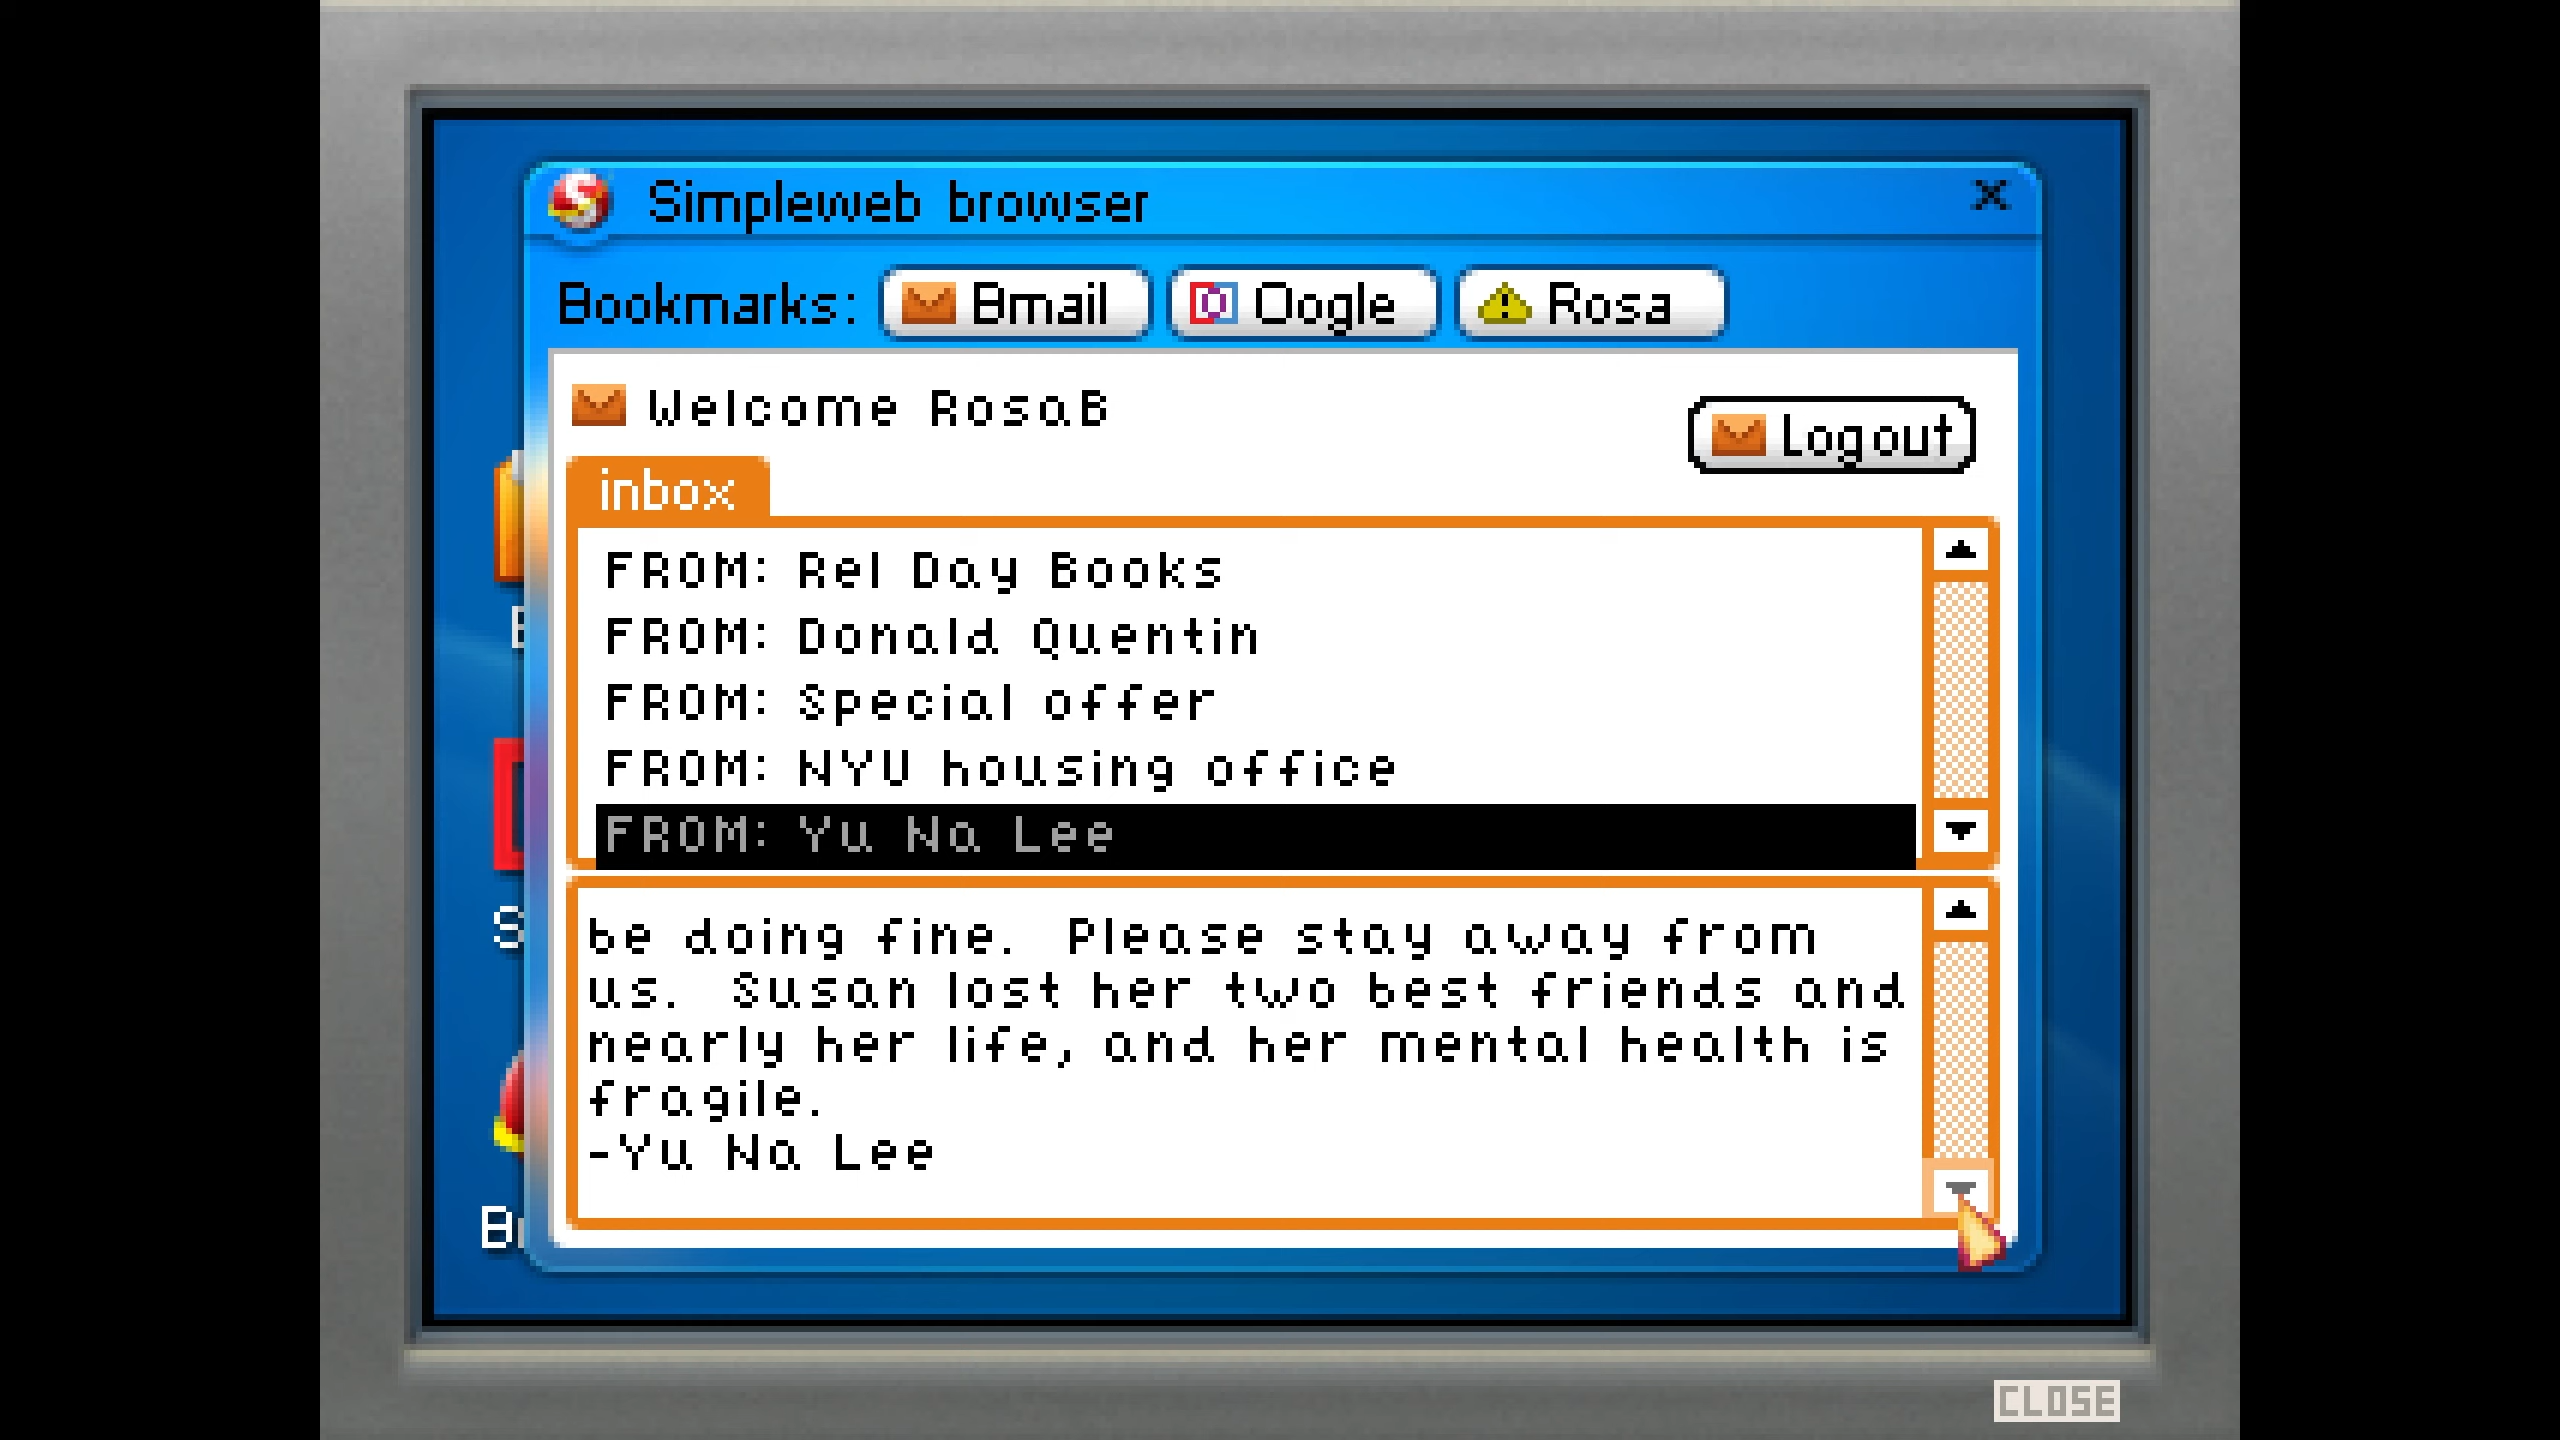 Simpleweb browser
Bookmarks: Bmail Oogle Rosa
Welcome RosaB
Logout
inbox
FROM: Rel Day Books
FROM: Donald Quentin
FROM: Special offer
FROM: NYU housing office
FROM: Yu Na Lee
be doing fine. Please stay away from
us. Susan lost her two best friends and
nearly her life, and her mental health is
fragile.
-Yu Na Lee
CLOSE